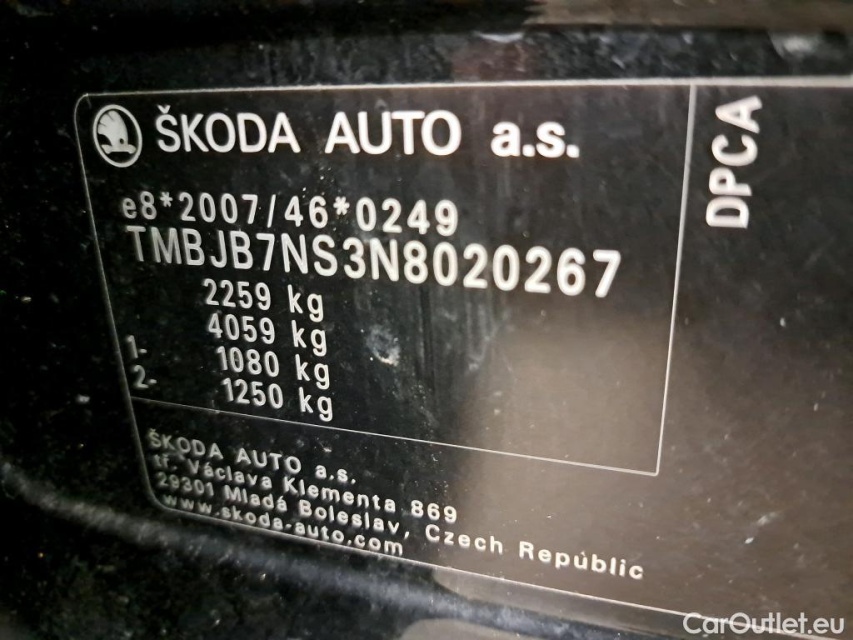 ŠKODA AUTO a.s.
DPCA
e8*2007/46*0249
TMBJB7NS3N8020267
2259 kg
4059 kg
1- 1080 kg
2- 1250 kg
ŠKODA AUTO a.s.
tř. Václava Klementa 869
29301 Mladá Boleslav, Czech Republic
www.skoda-auto.com
CarOutlet.eu